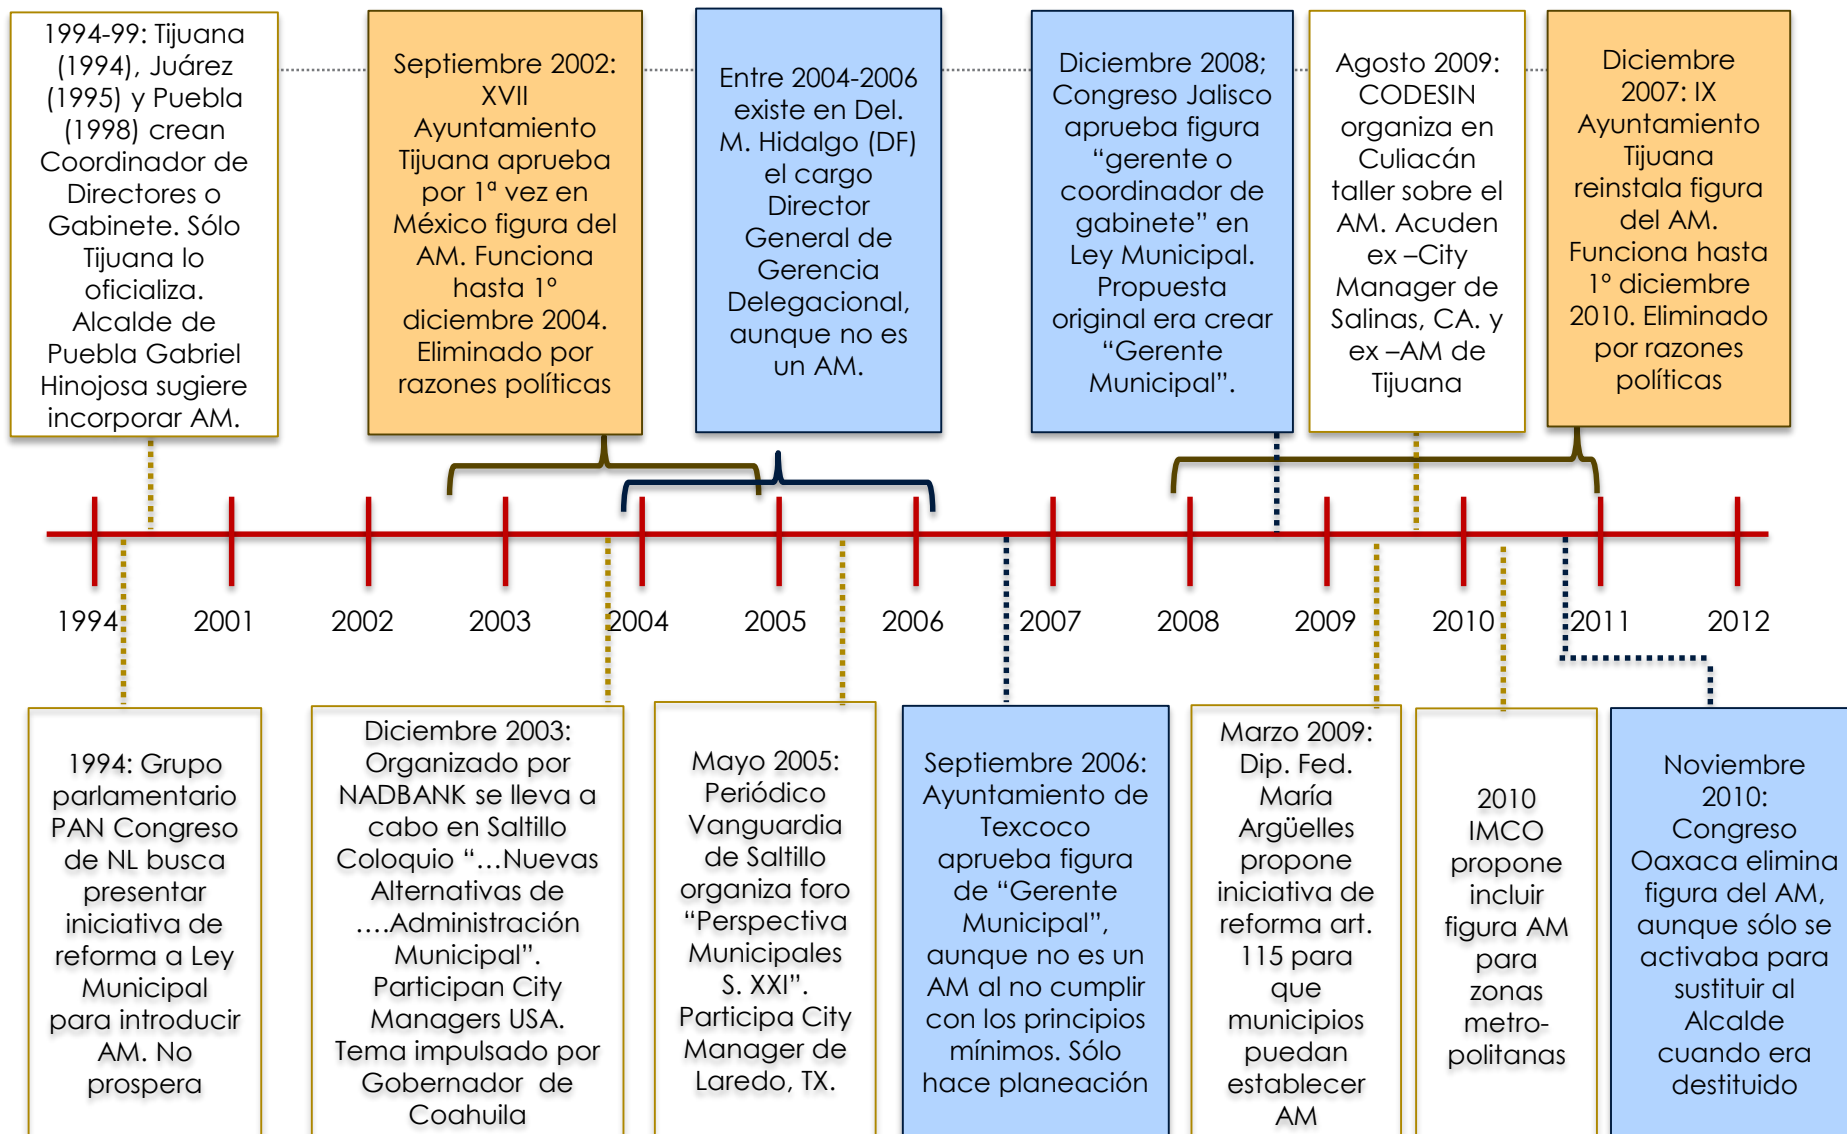 1994-99: Tijuana
(1994), Juárez
(1995) y Puebla
(1998) crean
Coordinador de
Directores o
Gabinete. Sólo
Tijuana lo
oficializa.
Alcalde de
Puebla Gabriel
Hinojosa sugiere
incorporar AM.
Septiembre 2002:
XVII
Ayuntamiento
Tijuana aprueba
por 1ª vez en
México figura del
AM. Funciona
hasta 1º
diciembre 2004.
Eliminado por
razones políticas
Entre 2004-2006
existe en Del.
M. Hidalgo (DF)
el cargo
Director
General de
Gerencia
Delegacional,
aunque no es
un AM.
Diciembre 2008;
Congreso Jalisco
aprueba figura
“gerente o
coordinador de
gabinete” en
Ley Municipal.
Propuesta
original era crear
“Gerente
Municipal”.
Agosto 2009:
CODESIN
organiza en
Culiacán
taller sobre el
AM. Acuden
ex –City
Manager de
Salinas, CA. y
ex –AM de
Tijuana
Diciembre
2007: IX
Ayuntamiento
Tijuana
reinstala figura
del AM.
Funciona hasta
1º diciembre
2010. Eliminado
por razones
políticas
1994
2001
2002
2003
2004
2005
2006
2007
2008
2009
2010
2011
2012
1994: Grupo
parlamentario
PAN Congreso
de NL busca
presentar
iniciativa de
reforma a Ley
Municipal
para introducir
AM. No
prospera
Diciembre 2003:
Organizado por
NADBANK se lleva a
cabo en Saltillo
Coloquio “…Nuevas
Alternativas de
….Administración
Municipal”.
Participan City
Managers USA.
Tema impulsado por
Gobernador de
Coahuila
Mayo 2005:
Periódico
Vanguardia
de Saltillo
organiza foro
“Perspectiva
Municipales
S. XXI”.
Participa City
Manager de
Laredo, TX.
Septiembre 2006:
Ayuntamiento de
Texcoco
aprueba figura
de “Gerente
Municipal”,
aunque no es un
AM al no cumplir
con los principios
mínimos. Sólo
hace planeación
Marzo 2009:
Dip. Fed.
María
Argüelles
propone
iniciativa de
reforma art.
115 para
que
municipios
puedan
establecer
AM
2010
IMCO
propone
incluir
figura AM
para
zonas
metro-
politanas
Noviembre
2010:
Congreso
Oaxaca elimina
figura del AM,
aunque sólo se
activaba para
sustituir al
Alcalde
cuando era
destituido